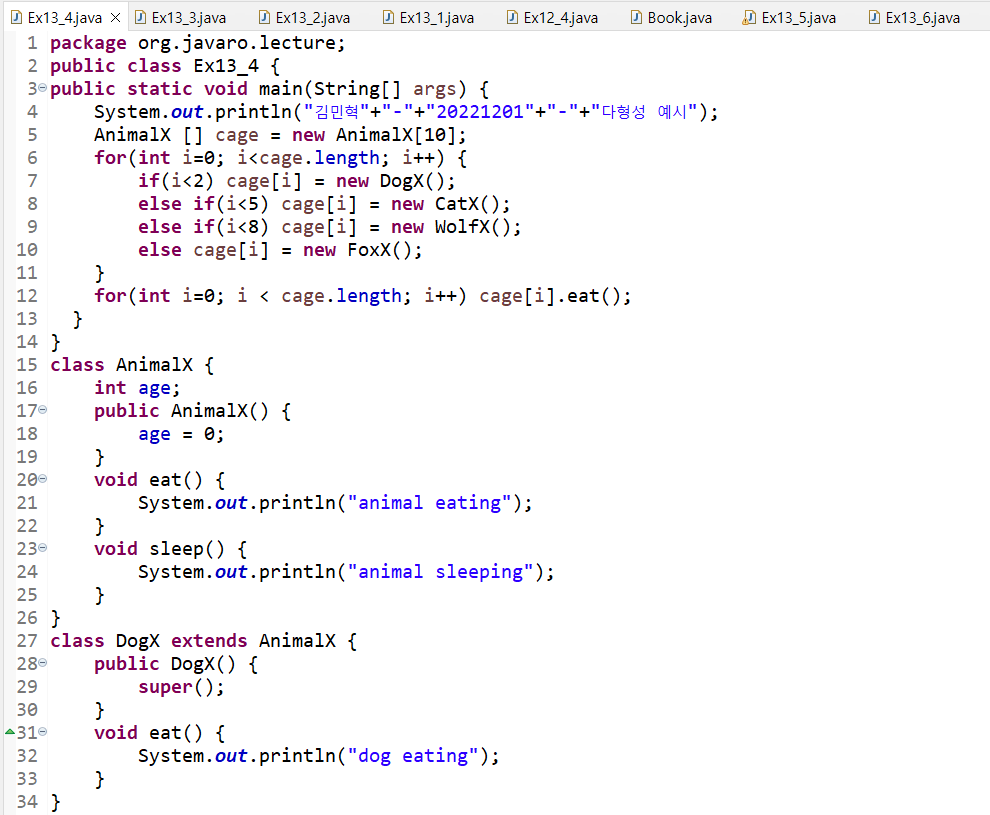 Ex13_4.java Ex13_3.java Ex13_2.java Ex13_1.java Ex12_4.java Book.java Ex13_5.java Ex13_6.java
1 package org.javaro.lecture;
2 public class Ex13_4 {
3 public static void main(String[] args) {
4     System.out.println("김민혁"+"-"+"20221201"+"-"+"다형성 예시");
5     AnimalX [] cage = new AnimalX[10];
6     for(int i=0; i<cage.length; i++) {
7         if(i<2) cage[i] = new DogX();
8         else if(i<5) cage[i] = new CatX();
9         else if(i<8) cage[i] = new WolfX();
10         else cage[i] = new FoxX();
11     }
12     for(int i=0; i < cage.length; i++) cage[i].eat();
13   }
14 }
15 class AnimalX {
16     int age;
17     public AnimalX() {
18         age = 0;
19     }
20     void eat() {
21         System.out.println("animal eating");
22     }
23     void sleep() {
24         System.out.println("animal sleeping");
25     }
26 }
27 class DogX extends AnimalX {
28     public DogX() {
29         super();
30     }
31     void eat() {
32         System.out.println("dog eating");
33     }
34 }